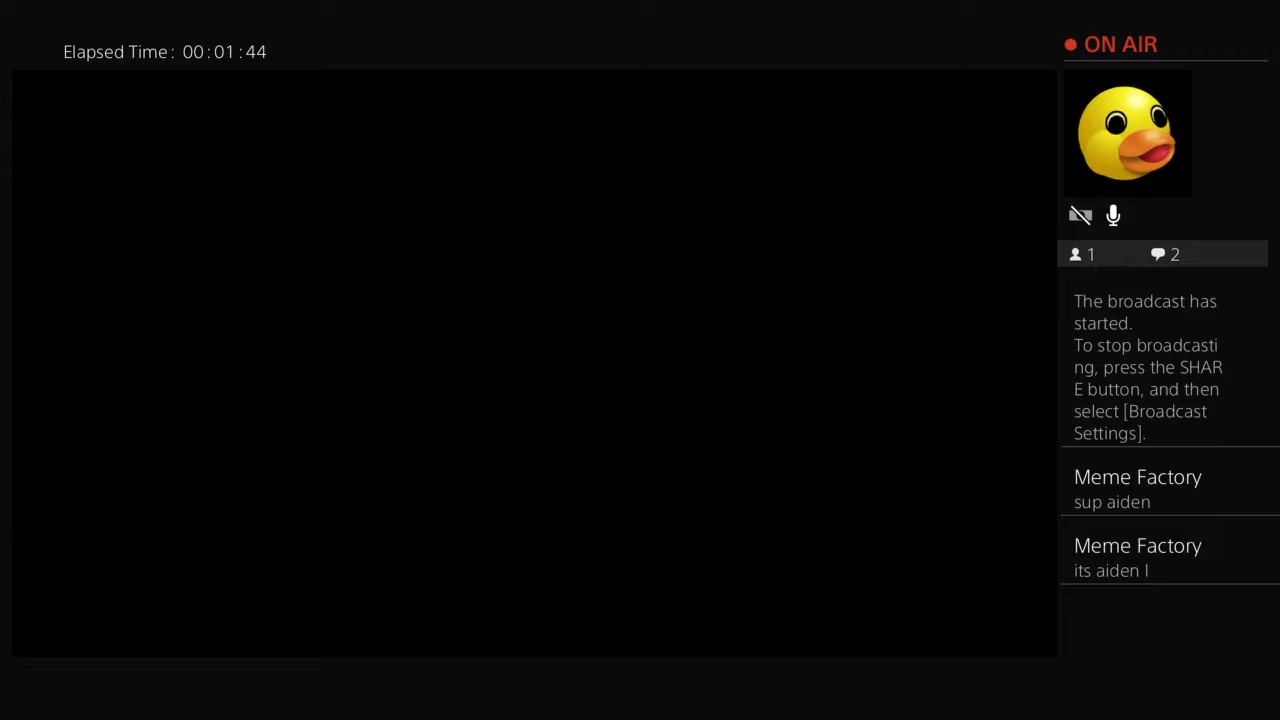 Elapsed Time: 00:01:44
ON AIR
1 2
The broadcast has
started.
To stop broadcasti
ng, press the SHAR
E button, and then
select [Broadcast
Settings].
Meme Factory
sup aiden
Meme Factory
its aiden l